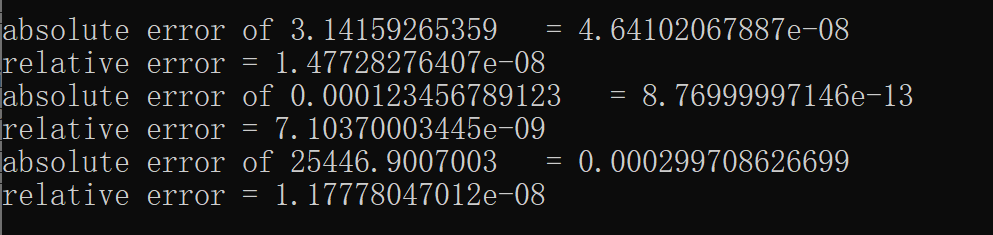 absolute error of 3.14159265359   = 4.64102067887e-08
relative error = 1.47728276407e-08
absolute error of 0.000123456789123   = 8.76999997146e-13
relative error = 7.10370003445e-09
absolute error of 25446.9007003   = 0.000299708626699
relative error = 1.17778047012e-08